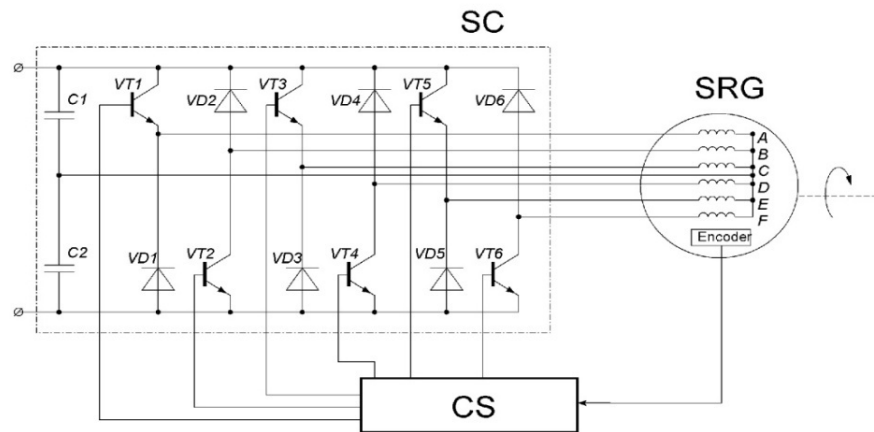 SC
SRG
VT1
VD2
VT3
VD4
VT5
VD6
C1
A
B
C
D
E
F
Encoder
C2
VD1
VT2
VD3
VT4
VD5
VT6
CS